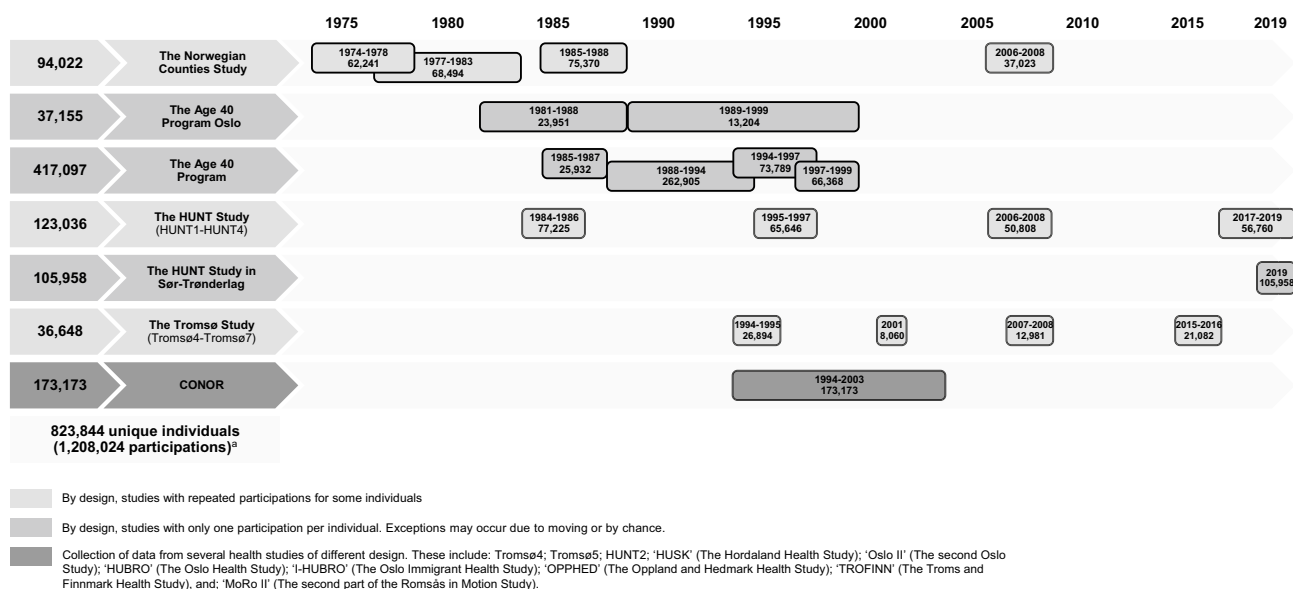 1975 1980 1985 1990 1995 2000 2005 2010 2015 2019
94,022
The Norwegian
Counties Study
1974-1978
62,241
1977-1983
68,494
1985-1988
75,370
2006-2008
37,023
37,155
The Age 40
Program Oslo
1981-1988
23,951
1989-1999
13,204
417,097
The Age 40
Program
1985-1987
25,932
1988-1994
262,905
1994-1997
73,789
1997-1999
66,368
123,036
The HUNT Study
(HUNT1-HUNT4)
1984-1986
77,225
1995-1997
65,646
2006-2008
50,808
2017-2019
56,760
105,958
The HUNT Study in
Sør-Trønderlag
2019
105,958
36,648
The Tromsø Study
(Tromsø4-Tromsø7)
1994-1995
26,894
2001
8,060
2007-2008
12,981
2015-2016
21,082
173,173
CONOR
1994-2003
173,173
823,844 unique individuals
(1,208,024 participations)ª
By design, studies with repeated participations for some individuals
By design, studies with only one participation per individual. Exceptions may occur due to moving or by chance.
Collection of data from several health studies of different design. These include: Tromsø4; Tromsø5; HUNT2; ‘HUSK’ (The Hordaland Health Study); ‘Oslo II’ (The second Oslo
Study); ‘HUBRO’ (The Oslo Health Study); ‘I-HUBRO’ (The Oslo Immigrant Health Study); ‘OPPHED’ (The Oppland and Hedmark Health Study); ‘TROFINN’ (The Troms and
Finnmark Health Study), and; ‘MoRo II’ (The second part of the Romsås in Motion Study).